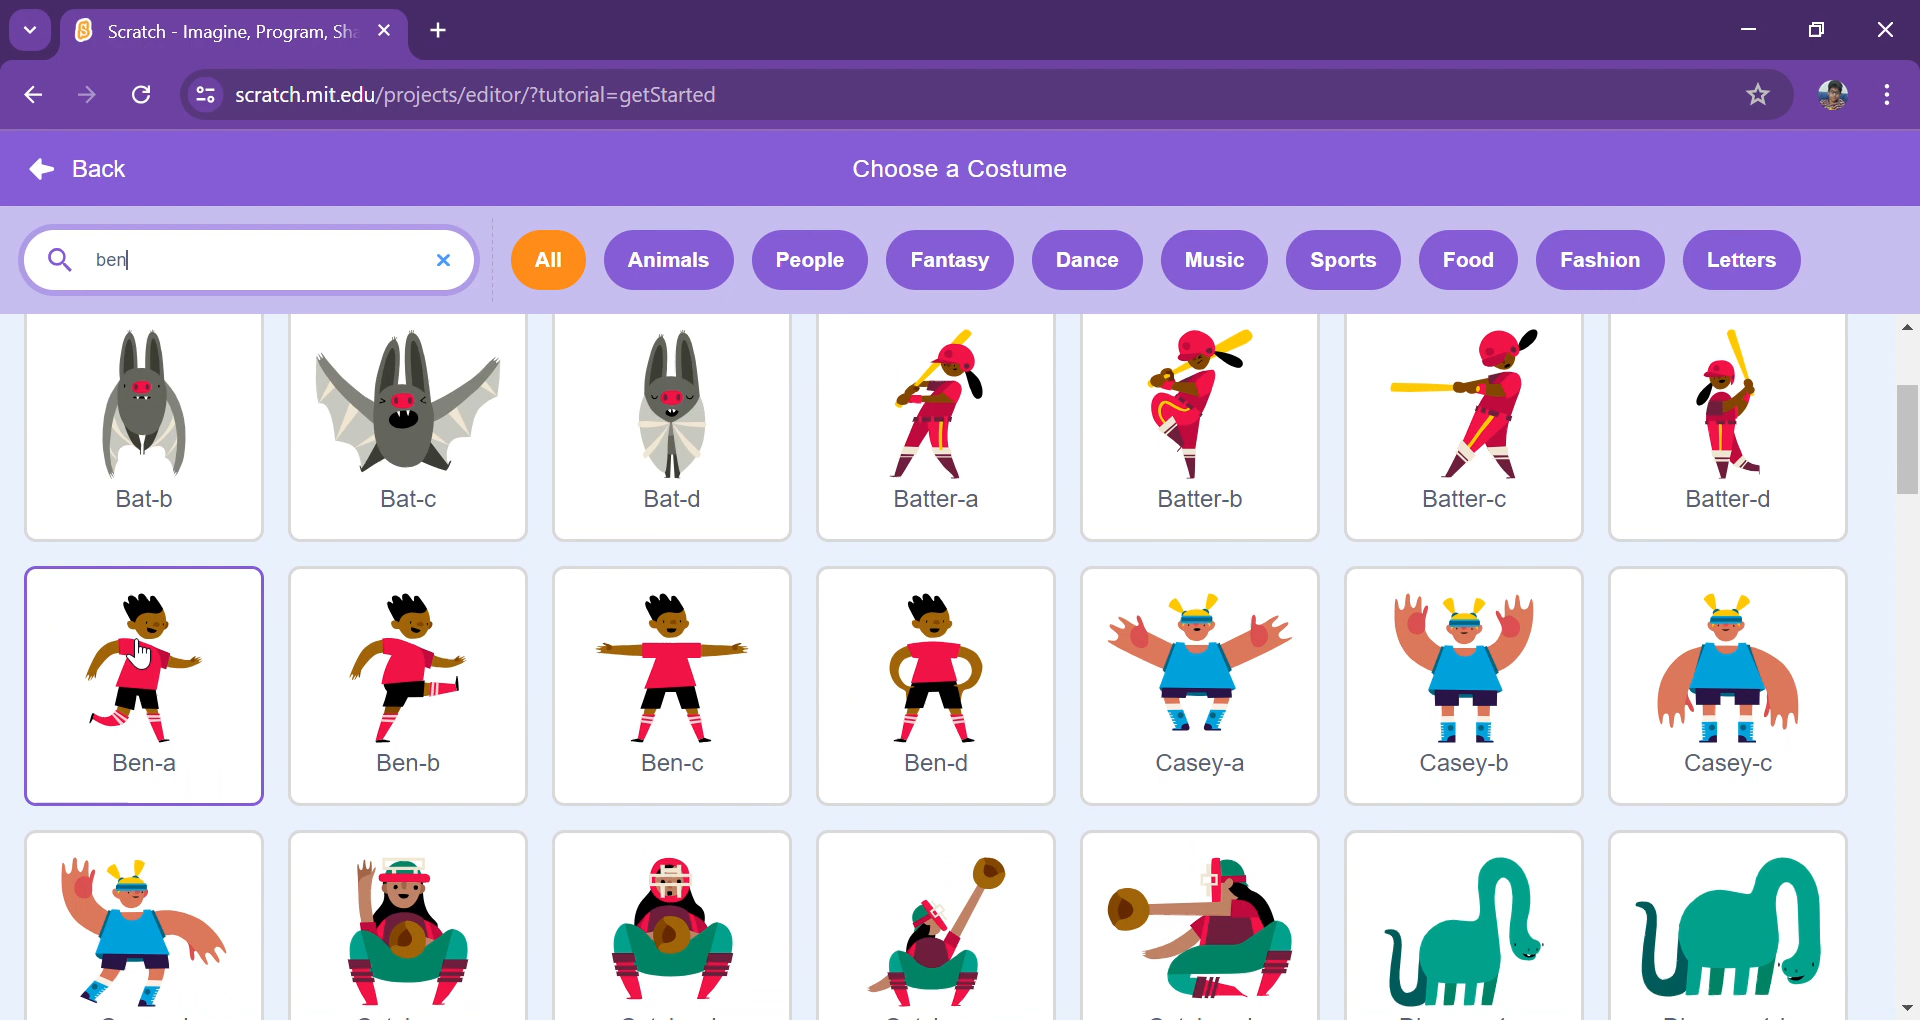 Scratch - Imagine, Program, Sh
scratch.mit.edu/projects/editor/?tutorial=getStarted
Back
Choose a Costume
ben
All
Animals
People
Fantasy
Dance
Music
Sports
Food
Fashion
Letters
Bat-b
Bat-c
Bat-d
Batter-a
Batter-b
Batter-c
Batter-d
Ben-a
Ben-b
Ben-c
Ben-d
Casey-a
Casey-b
Casey-c